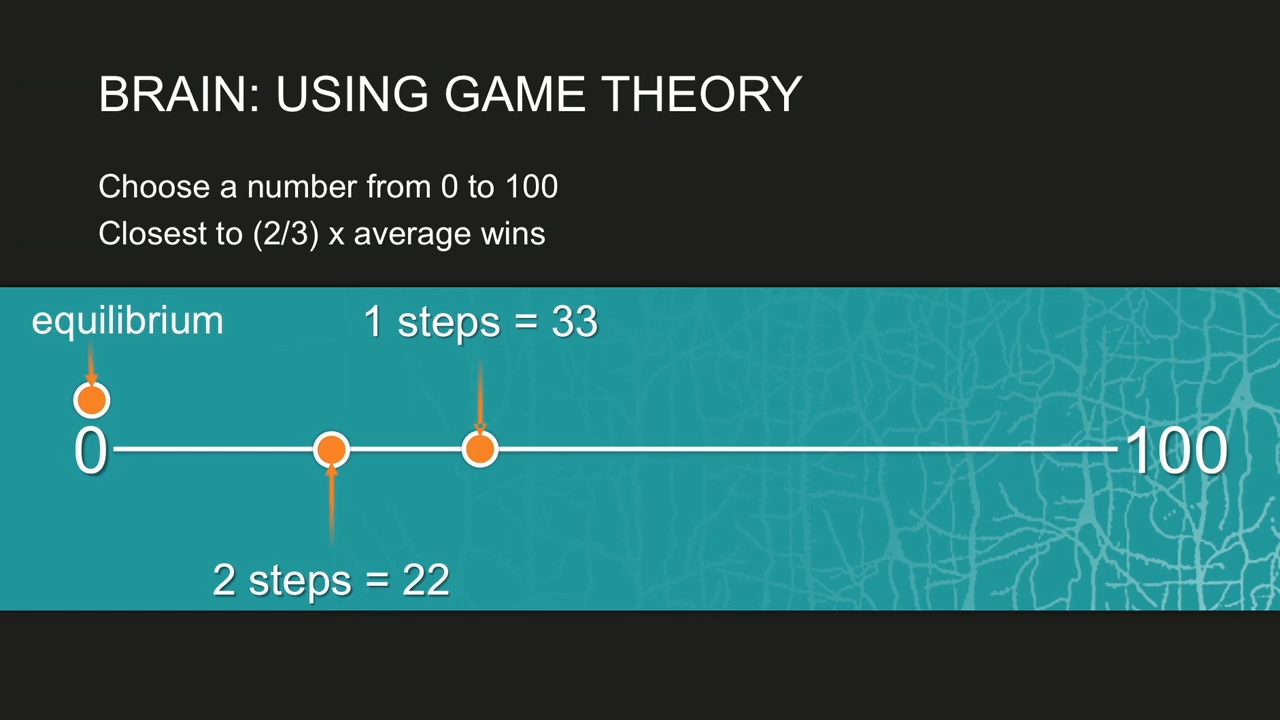 BRAIN: USING GAME THEORY
Choose a number from 0 to 100
Closest to (2/3) x average wins
equilibrium
1 steps = 33
0
100
2 steps = 22